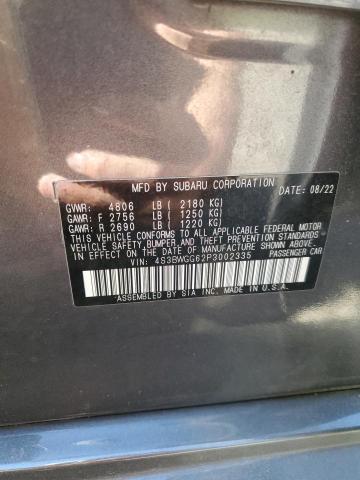 MFD BY SUBARU CORPORATION DATE: 08/22
GVWR: 4806 LB ( 2180 KG)
GAWR: F 2756 LB ( 1250 KG)
GAWR: R 2690 LB ( 1220 KG)
THIS VEHICLE CONFORMS TO ALL APPLICABLE FEDERAL MOTOR
VEHICLE SAFETY, BUMPER, AND THEFT PREVENTION STANDARDS
IN EFFECT ON THE DATE OF MANUFACTURE SHOWN ABOVE.
VIN: 4S3BWGG62P3002335 PASSENGER CAR
ASSEMBLED BY SIA INC. MADE IN U.S.A.